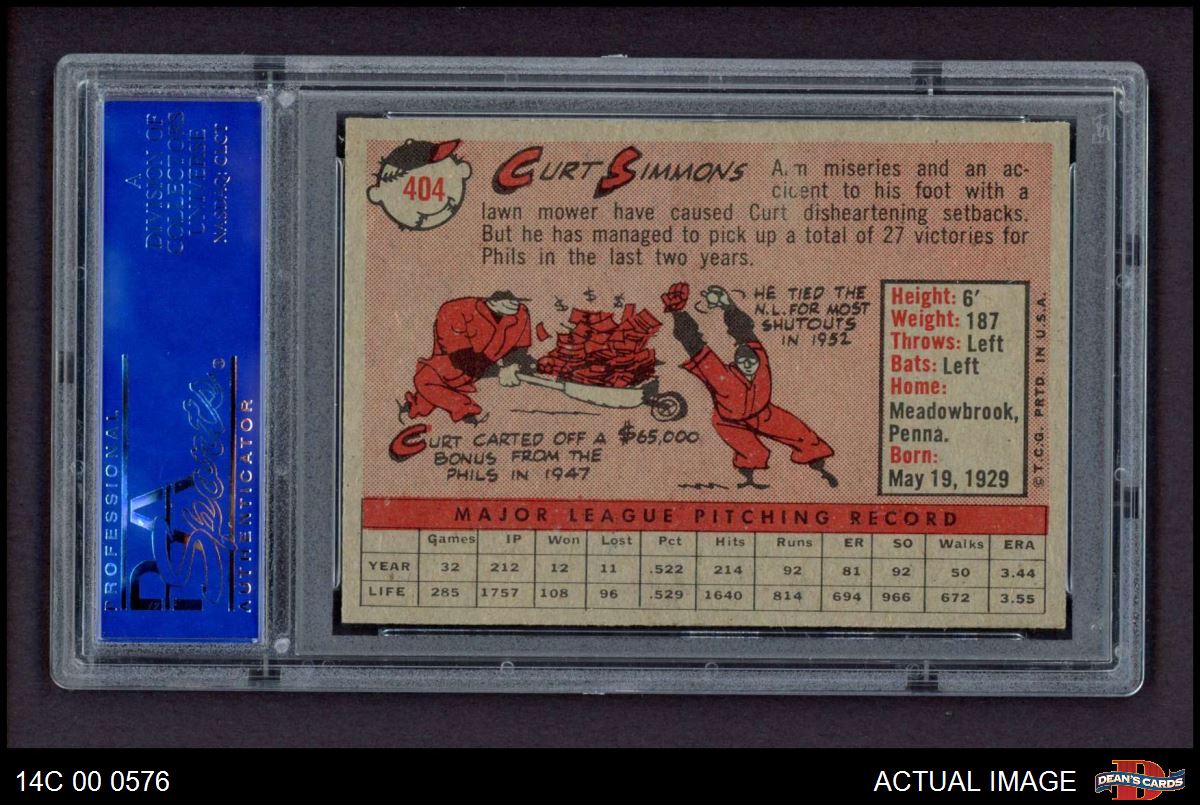 A
DIVISION OF
COLLECTORS
UNIVERSE
NASDAQ: CLCT
PROFESSIONAL
PSA
Sports
AUTHENTICATOR
404
CURT SIMMONS
Arm miseries and an ac-
cident to his foot with a
lawn mower have caused Curt disheartening setbacks.
But he has managed to pick up a total of 27 victories for
Phils in the last two years.
HE TIED THE
N.L. FOR MOST
SHUTOUTS
IN 1952
$ $ $
CURT CARTED OFF A $65,000
BONUS FROM THE
PHILS IN 1947
Height: 6'
Weight: 187
Throws: Left
Bats: Left
Home:
Meadowbrook,
Penna.
Born:
May 19, 1929
© T.C.G. PRTD. IN U.S.A.
MAJOR LEAGUE PITCHING RECORD
Games IP Won Lost Pct Hits Runs ER SO Walks ERA
YEAR 32 212 12 11 .522 214 92 81 92 50 3.44
LIFE 285 1757 108 96 .529 1640 814 694 966 672 3.55
14C 00 0576
ACTUAL IMAGE
D
DEAN'S CARDS